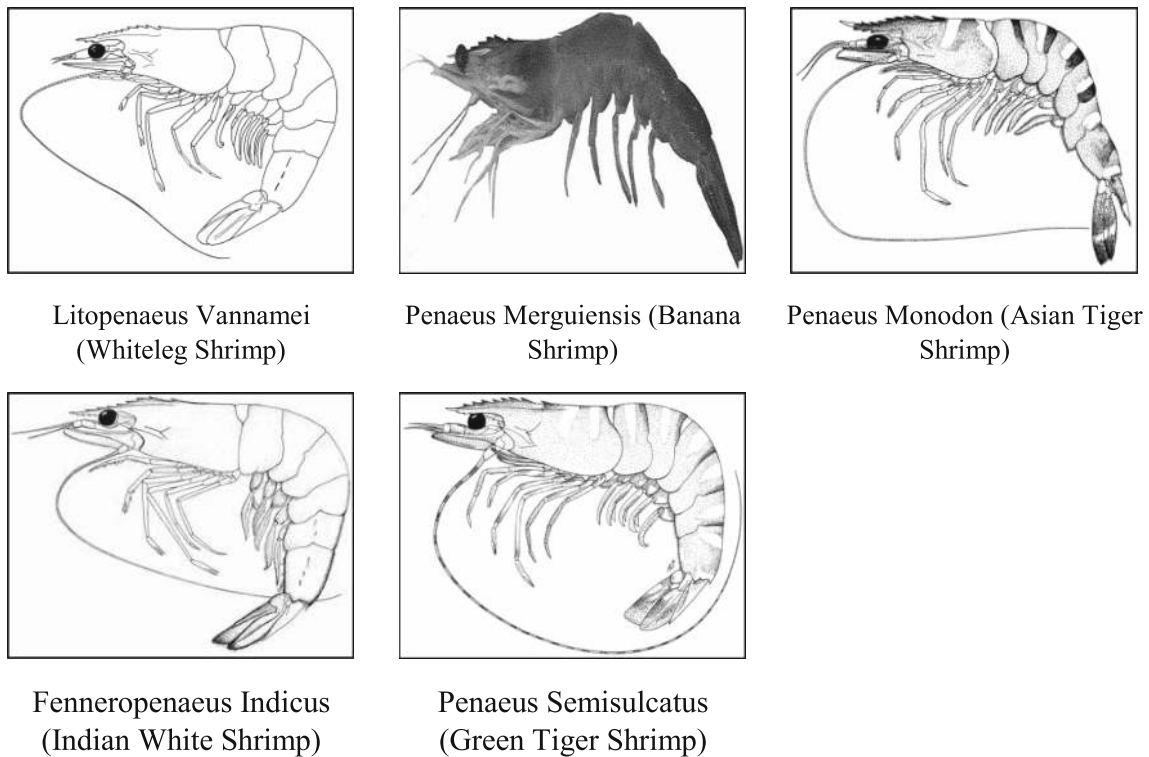 Litopenaeus Vannamei
(Whiteleg Shrimp)
Penaeus Merguiensis (Banana
Shrimp)
Penaeus Monodon (Asian Tiger
Shrimp)
Fenneropenaeus Indicus
(Indian White Shrimp)
Penaeus Semisulcatus
(Green Tiger Shrimp)